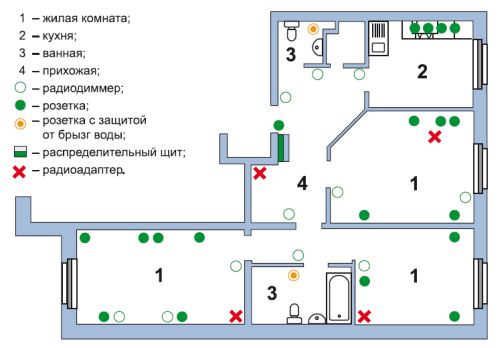 1 – жилая комната;
2 – кухня;
3 – ванная;
4 – прихожая;
– радиодиммер;
– розетка;
– розетка с защитой
от брызг воды;
– распределительный щит;
– радиоадаптер.
3
2
4
1
1
3
1